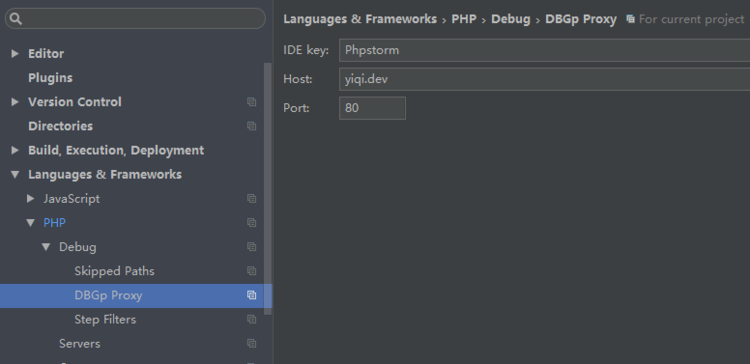 Languages & Frameworks › PHP › Debug › DBGp Proxy For current project
IDE key: Phpstorm
Host: yiqi.dev
Port: 80
Editor
Plugins
Version Control
Directories
Build, Execution, Deployment
Languages & Frameworks
JavaScript
PHP
Debug
Skipped Paths
DBGp Proxy
Step Filters
Servers